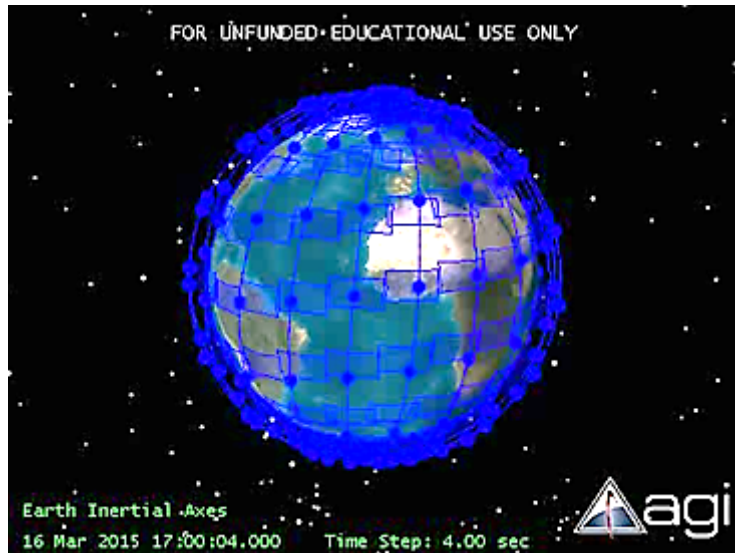 FOR UNFUNDED EDUCATIONAL USE ONLY
agi
Earth Inertial Axes
16 Mar 2015 17:00:04.000 Time Step: 4.00 sec